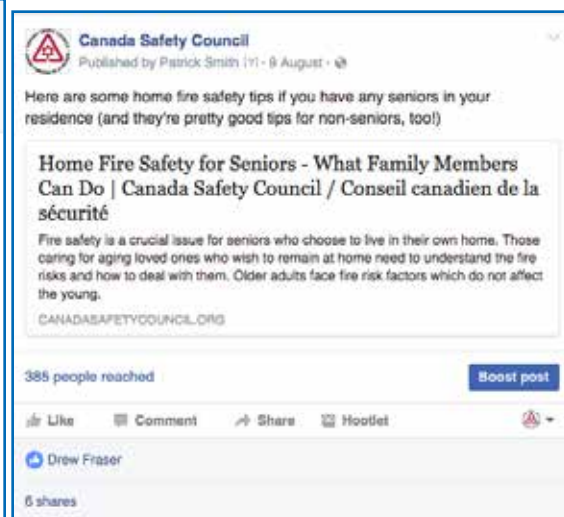 Canada Safety Council
Published by Patrick Smith [?] · 9 August ·
Here are some home fire safety tips if you have any seniors in your
residence (and they're pretty good tips for non-seniors, too!)
Home Fire Safety for Seniors - What Family Members
Can Do | Canada Safety Council / Conseil canadien de la
sécurité
Fire safety is a crucial issue for seniors who choose to live in their own home. Those
caring for aging loved ones who wish to remain at home need to understand the fire
risks and how to deal with them. Older adults face fire risk factors which do not affect
the young.
CANADASAFETYCOUNCIL.ORG
385 people reached
Boost post
Like Comment Share Hootlet
Drew Fraser
6 shares